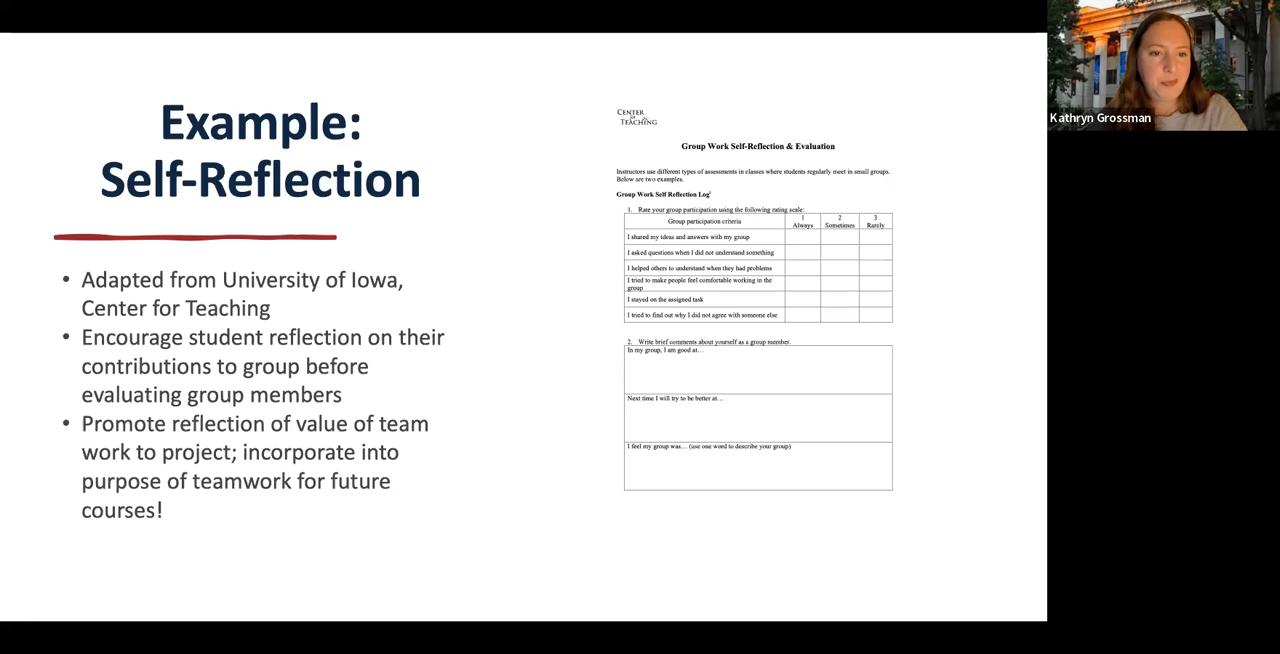 Example:
Self-Reflection
• Adapted from University of Iowa,
Center for Teaching
• Encourage student reflection on their
contributions to group before
evaluating group members
• Promote reflection of value of team
work to project; incorporate into
purpose of teamwork for future
courses!
CENTER
for
TEACHING
Group Work Self-Reflection & Evaluation
Instructors use different types of assessments in classes where students regularly meet in small groups.
Below are two examples.
Group Work Self Reflection Log¹
1. Rate your group participation using the following rating scale:
Group participation criteria 1 Always 2 Sometimes 3 Rarely
I shared my ideas and answers with my group
I asked questions when I did not understand something
I helped others to understand when they had problems
I tried to make people feel comfortable working in the
group
I stayed on the assigned task
I tried to find out why I did not agree with someone else
2. Write brief comments about yourself as a group member.
In my group, I am good at…
Next time I will try to be better at…
I feel my group was… (use one word to describe your group)
Kathryn Grossman